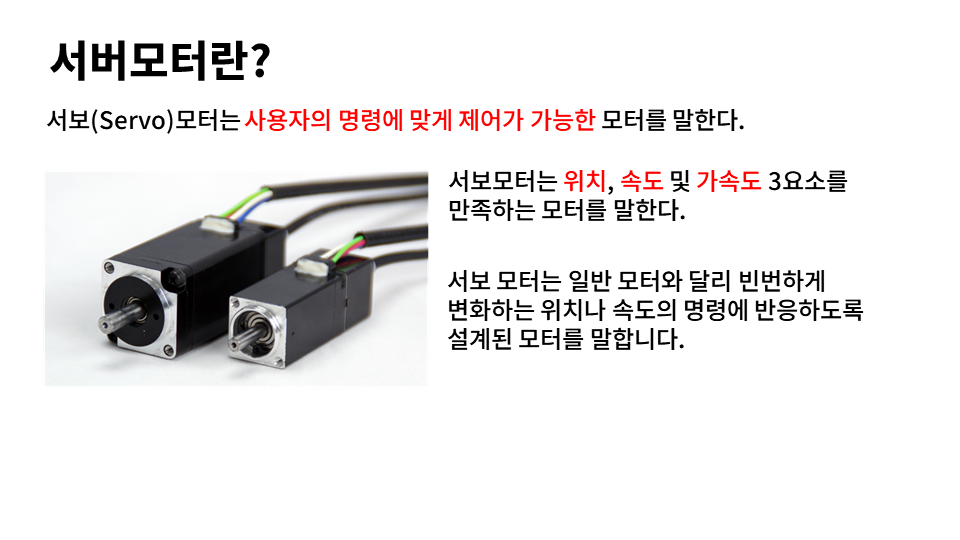 서버모터란?
서보(Servo)모터는 사용자의 명령에 맞게 제어가 가능한 모터를 말한다.
서보모터는 위치, 속도 및 가속도 3요소를
만족하는 모터를 말한다.
서보 모터는 일반 모터와 달리 빈번하게
변화하는 위치나 속도의 명령에 반응하도록
설계된 모터를 말합니다.